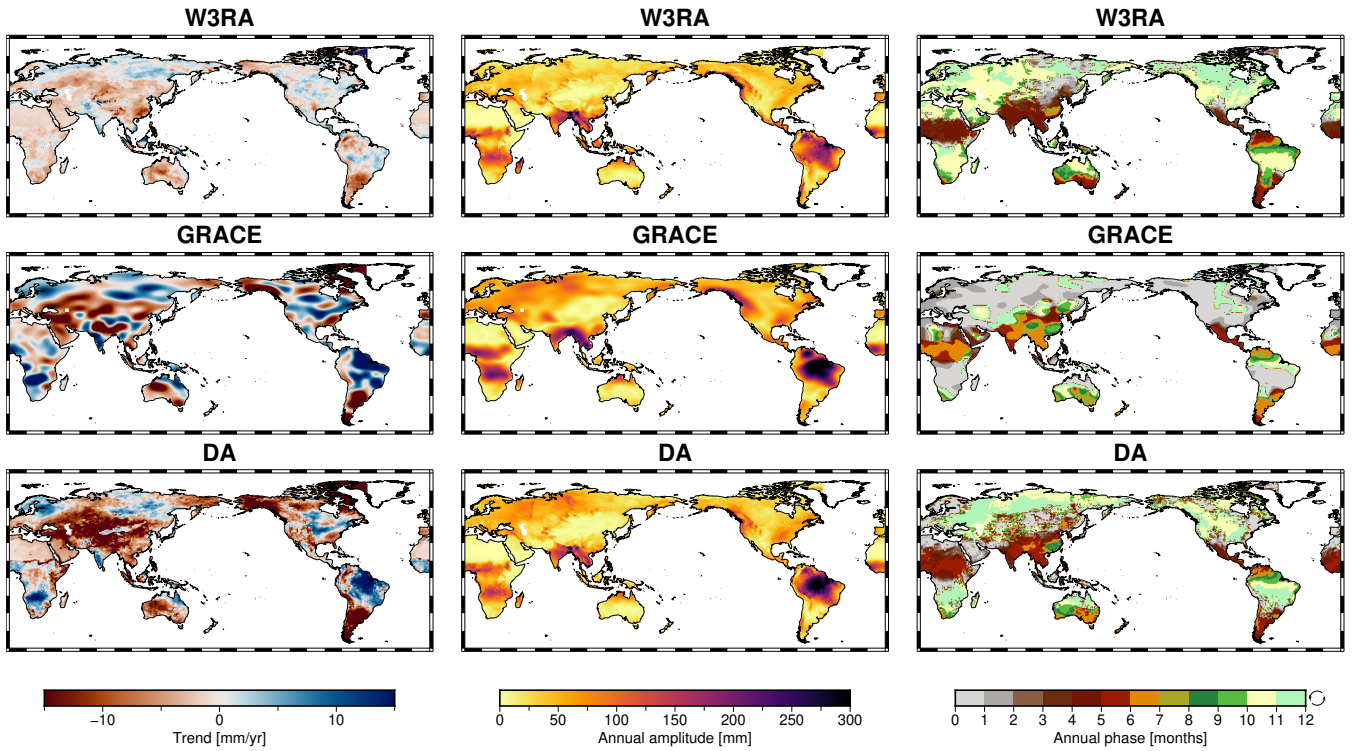 W3RA W3RA W3RA
GRACE GRACE GRACE
DA DA DA
−10 0 10
Trend [mm/yr]
0 50 100 150 200 250 300
Annual amplitude [mm]
0 1 2 3 4 5 6 7 8 9 10 11 12
Annual phase [months]